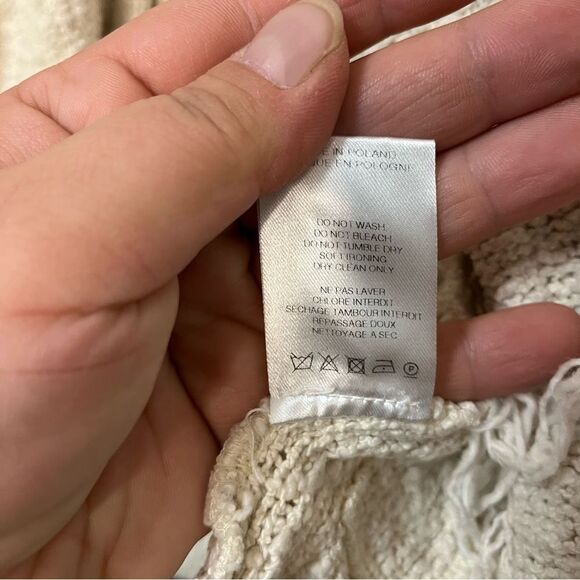 IN POLAND
EN POLOGNE
DO NOT WASH
DO NOT BLEACH
DO NOT TUMBLE DRY
SOFT IRONING
DRY CLEAN ONLY
NE PAS LAVER
CHLORE INTERDIT
SECHAGE TAMBOUR INTERDIT
REPASSAGE DOUX
NETTOYAGE A SEC
P